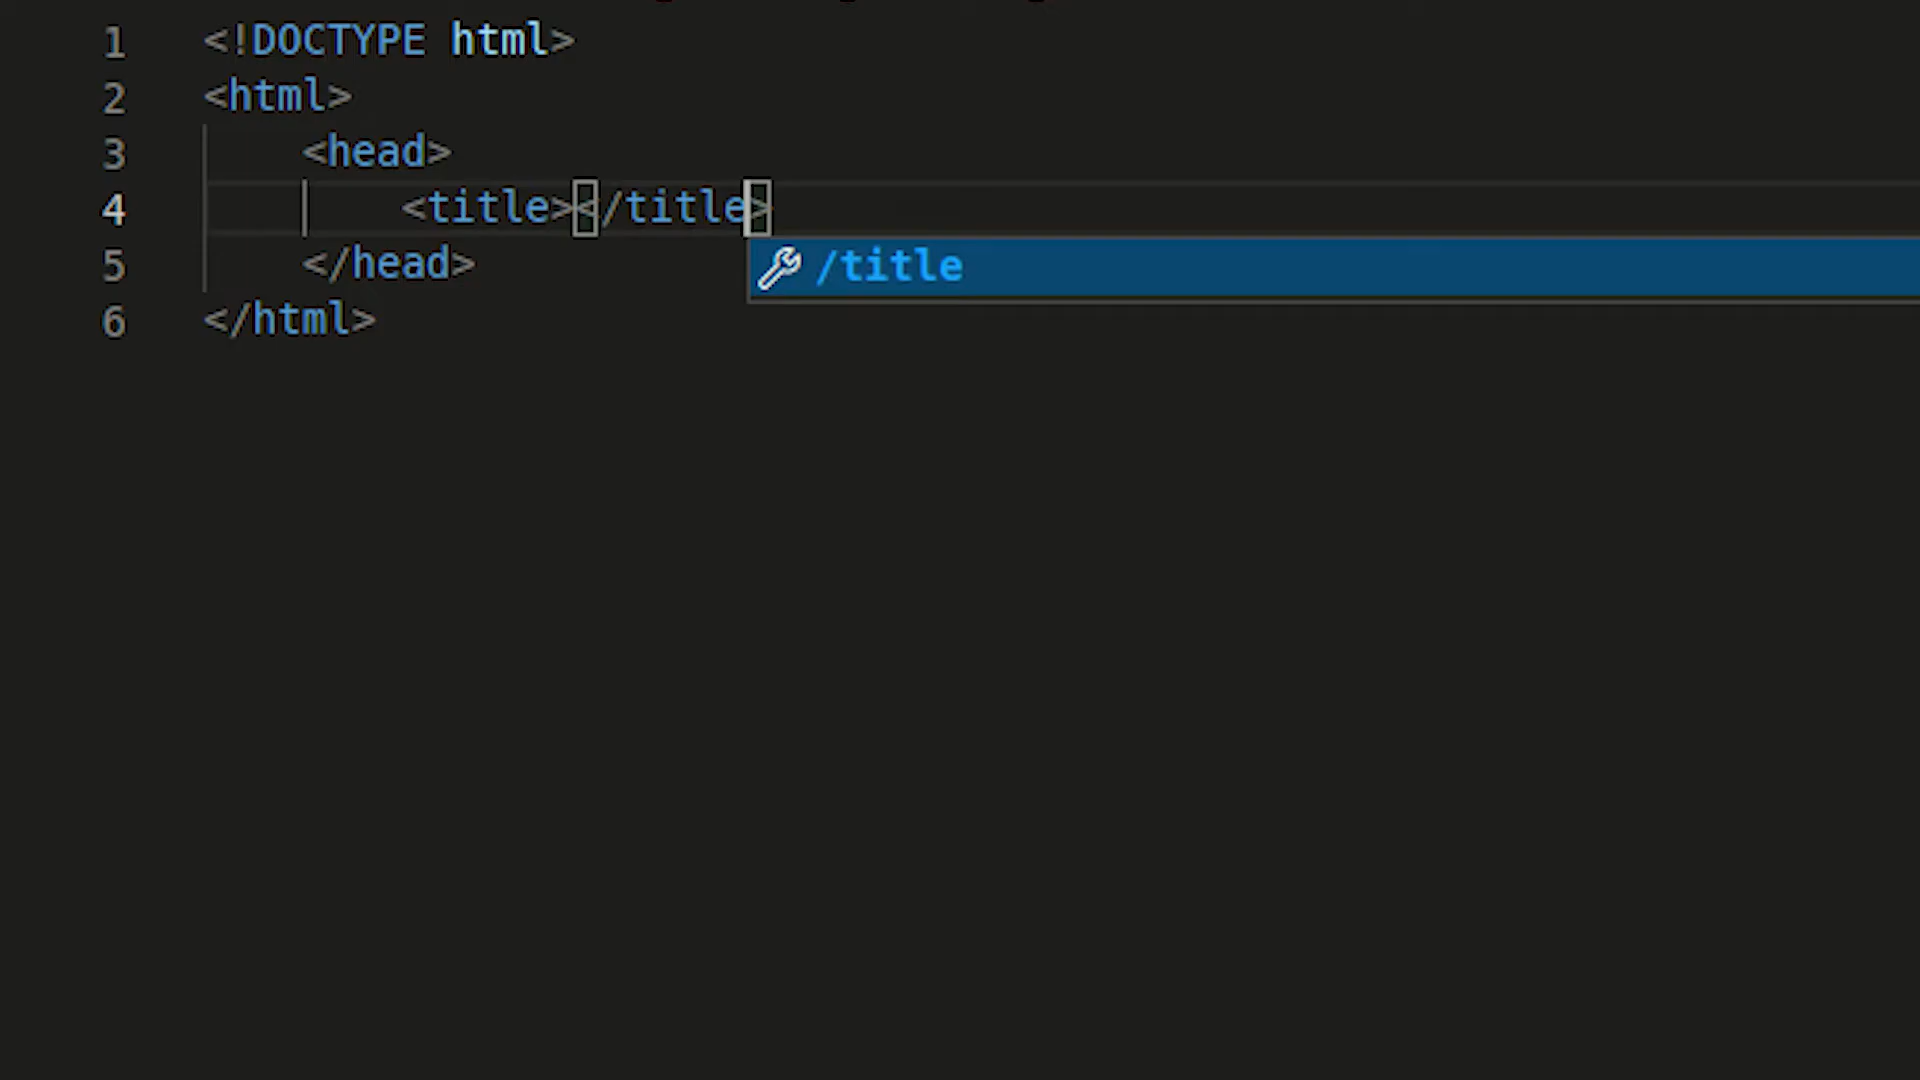 1 <!DOCTYPE html>
2 <html>
3 <head>
4 <title></title>
/title
5 </head>
6 </html>